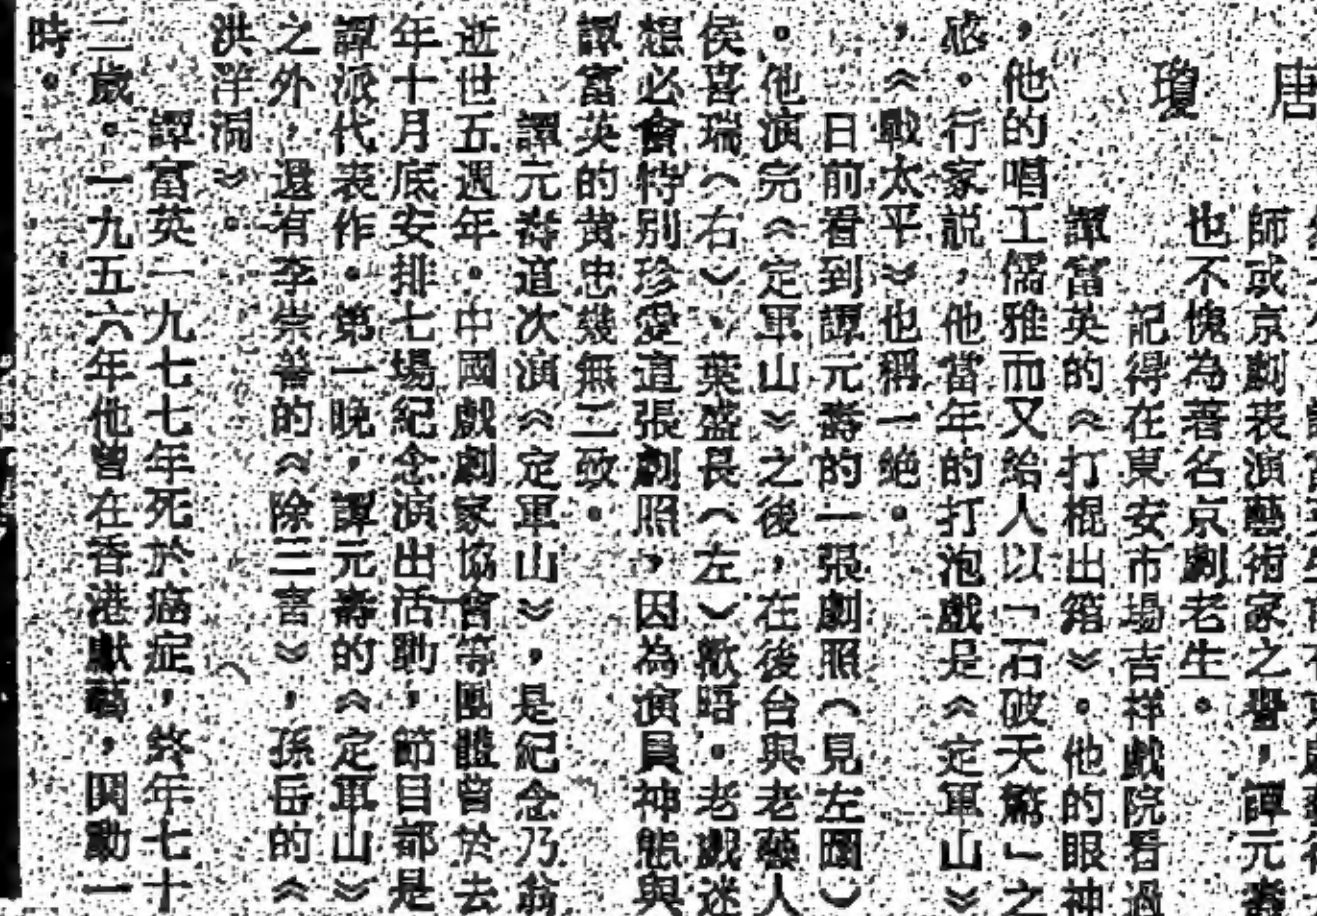 唐
瓊
師或京劇表演藝術家之譽，譚元壽
也不愧為著名京劇老生。
記得在東安市場吉祥戲院看過
譚富英的《打棍出箱》。他的眼神
，他的唱工儒雅而又給人以「石破天驚」之
感。行家說，他當年的打泡戲是《定軍山》
，《戰太平》也稱一絶。
日前看到譚元壽的一張劇照（見左圖）
。他演完《定軍山》之後，在後台與老藝人
侯喜瑞（右）、葉盛長（左）歡晤。老戲迷
想必會特別珍愛這張劇照，因為演員神態與
譚富英的黄忠幾無二致。
譚元壽這次演《定軍山》，是紀念乃翁
逝世五週年。中國戲劇家協會等團體曾於去
年十月底安排七場紀念演出活動，節目都是
譚派代表作。第一晚，譚元壽的《定軍山》
之外，還有李崇善的《除三害》，孫岳的《
洪洋洞》。
譚富英一九七七年死於癌症，終年七十
二歲。一九五六年他曾在香港獻藝，閧動一
時。